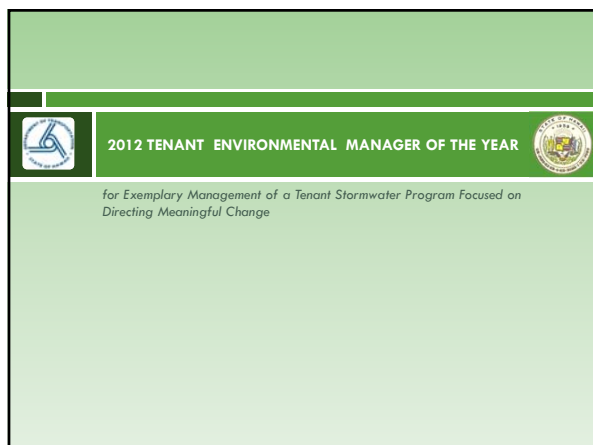 2012 TENANT ENVIRONMENTAL MANAGER OF THE YEAR
for Exemplary Management of a Tenant Stormwater Program Focused on
Directing Meaningful Change